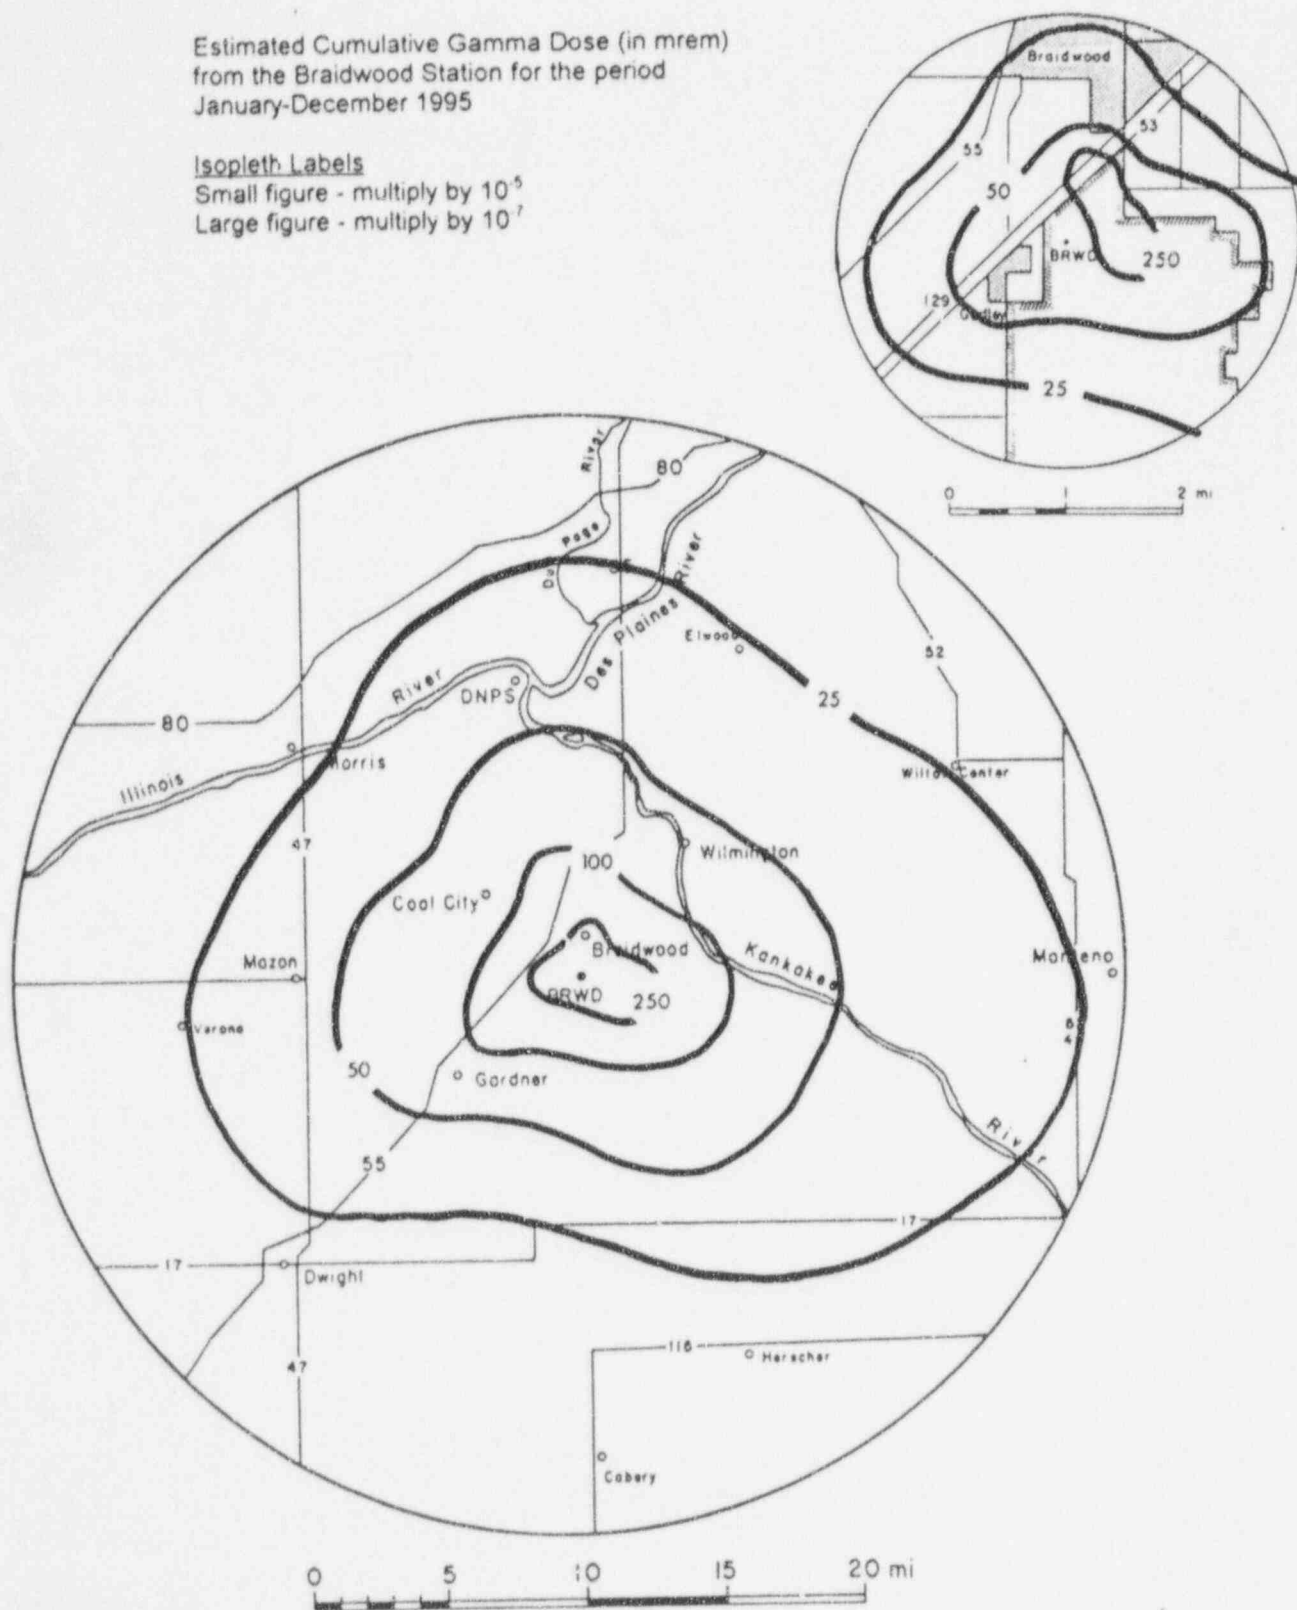 Estimated Cumulative Gamma Dose (in mrem)
from the Braidwood Station for the period
January-December 1995
Isopleth Labels
Small figure - multiply by 10⁻⁵
Large figure - multiply by 10⁻⁷
Braidwood
53
55
50
BRWD
250
129
Godley
25
0 1 2 mi
River
80
Page
Du
River
Des Plaines
Elwood
52
River
DNPS
25
80
Morris
Illinois
Wilton Center
47
100
Wilmington
Coal City
Braidwood
Kankakee
Manteno
Mazon
BRWD
250
Verona
50
Gardner
River
55
17
17
Dwight
116
Herscher
47
Cabery
0 5 10 15 20 mi